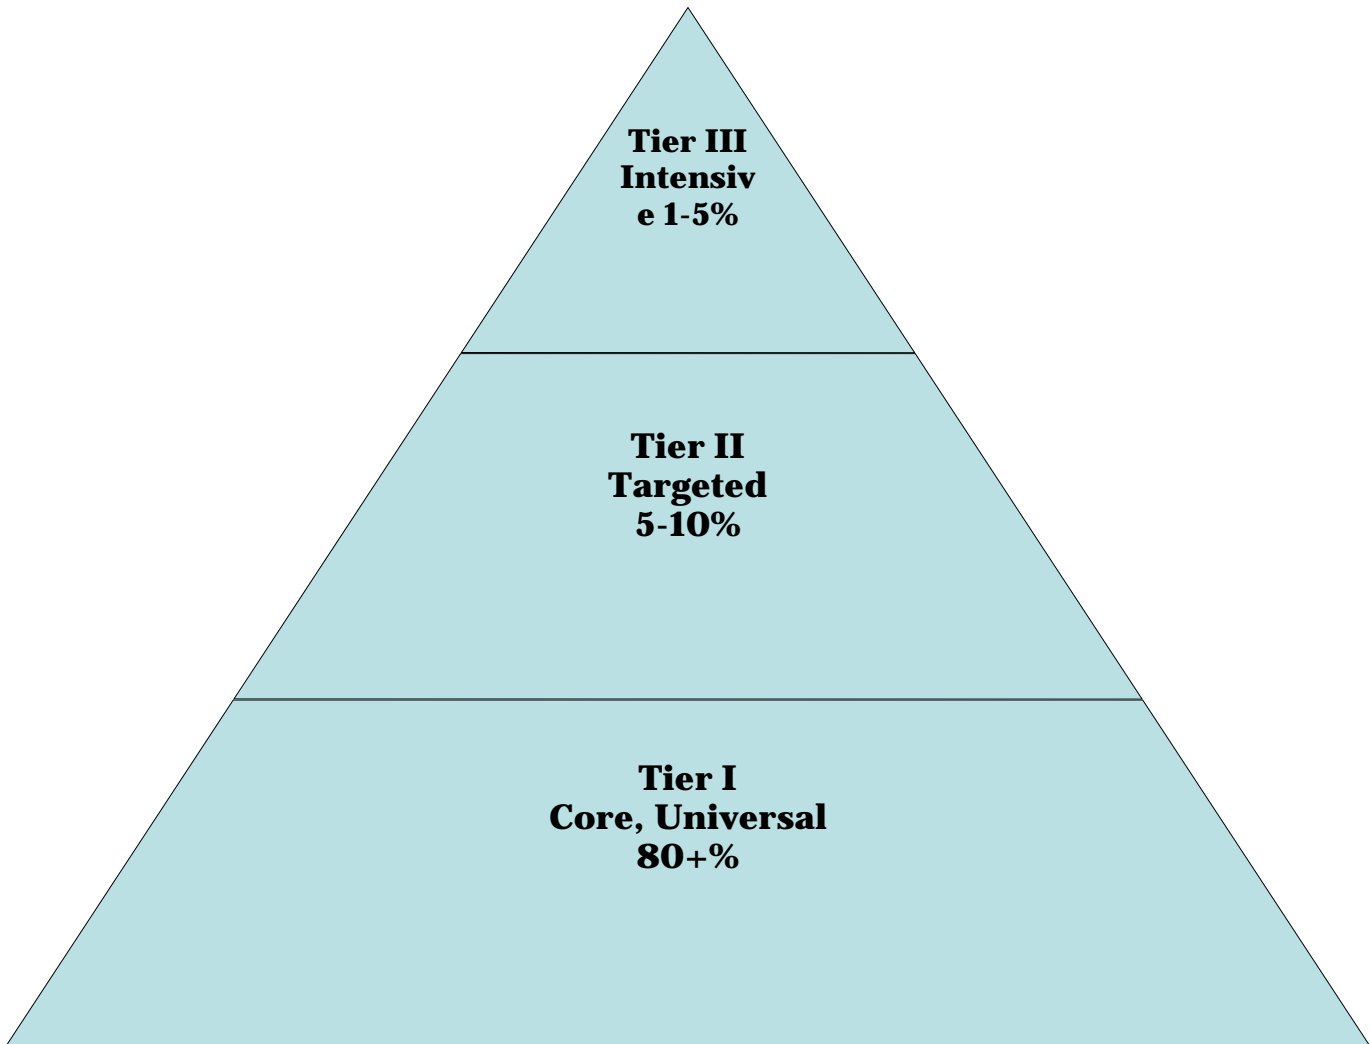 Tier III
Intensiv
e 1-5%
Tier II
Targeted
5-10%
Tier I
Core, Universal
80+%